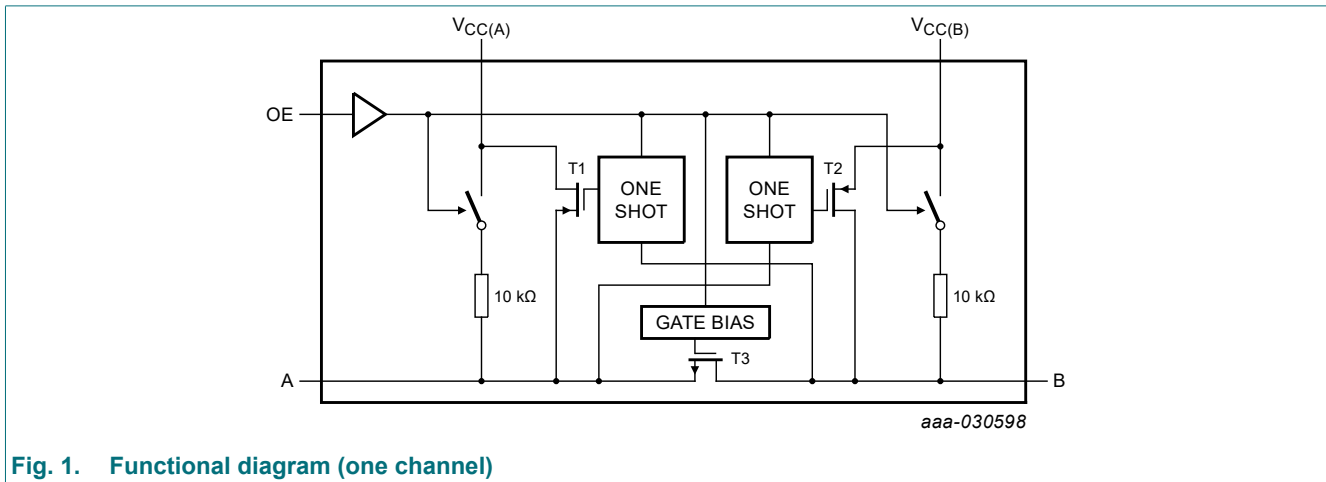 VCC(A)
VCC(B)
OE
T1
ONE
SHOT
ONE
SHOT
T2
10 kΩ
10 kΩ
GATE BIAS
T3
A
B
aaa-030598
Fig. 1. Functional diagram (one channel)